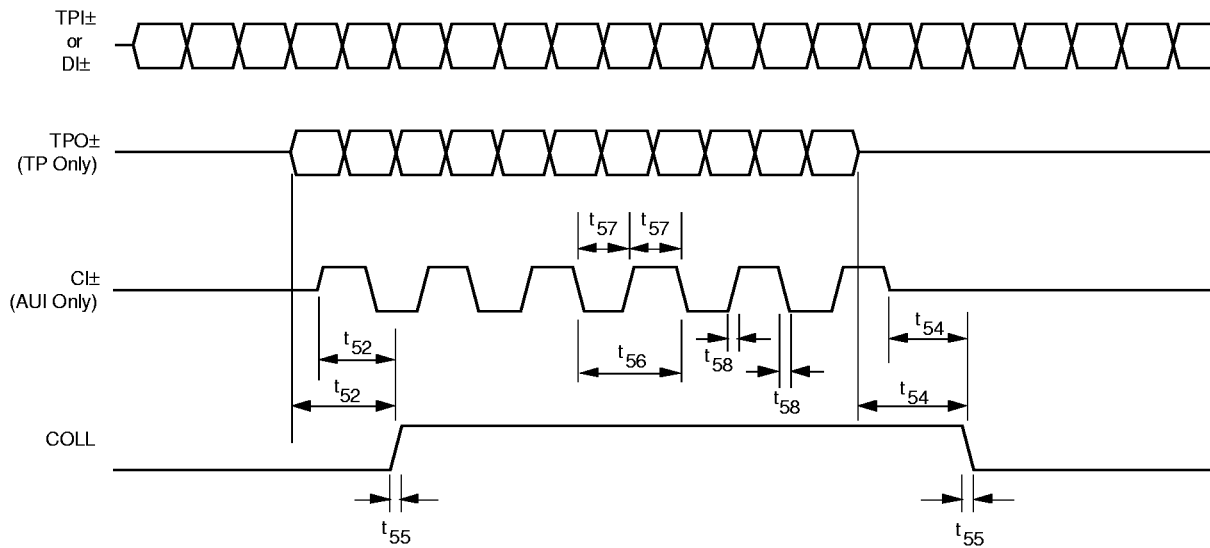 TPI±
or
DI±
TPO±
(TP Only)
t57 t57
CI±
(AUI Only)
t52
t56
t58
t54
t52
t58
t54
COLL
t55
t55